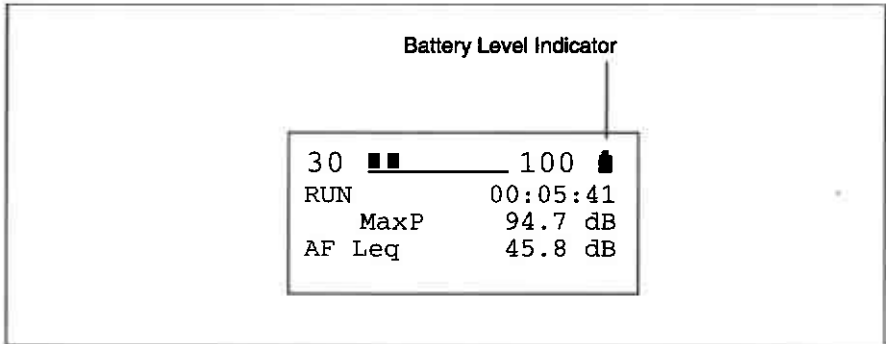 Battery Level Indicator
30 100
RUN 00:05:41
MaxP 94.7 dB
AF Leq 45.8 dB